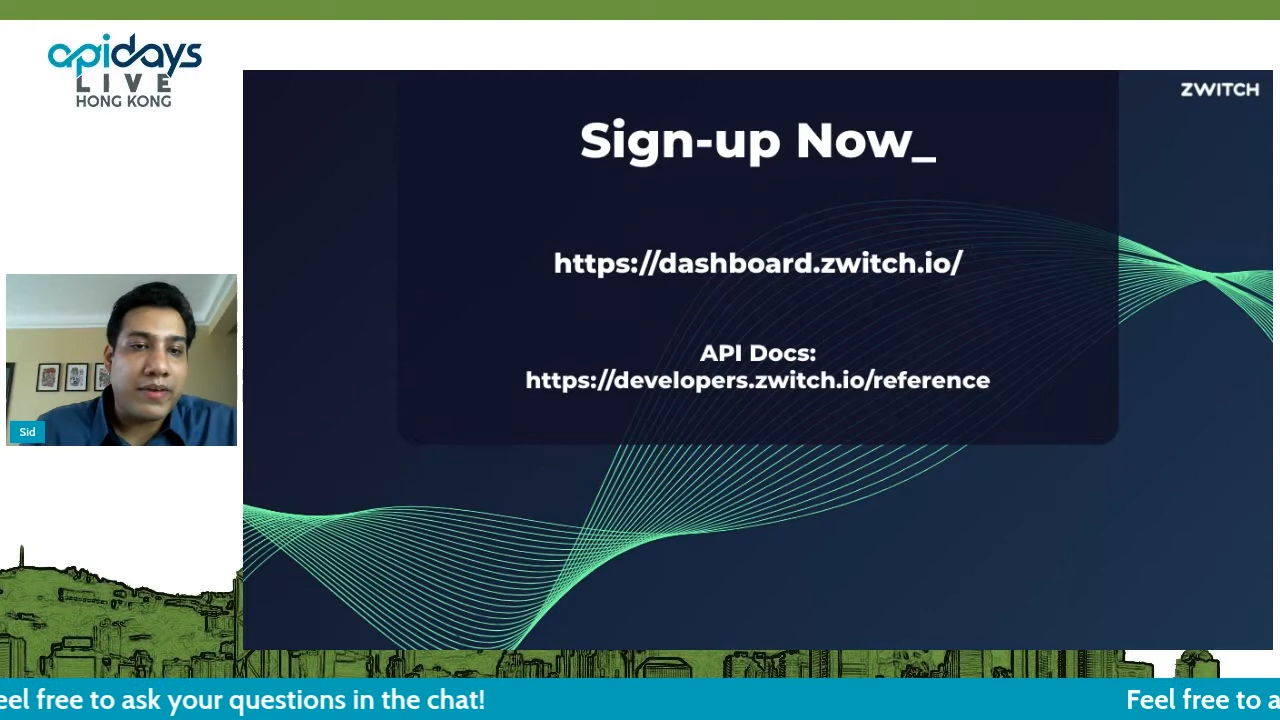 apidays
LIVE
HONG KONG
ZWITCH
Sign-up Now_
https://dashboard.zwitch.io/
API Docs:
https://developers.zwitch.io/reference
Sid
eel free to ask your questions in the chat!
Feel free to a